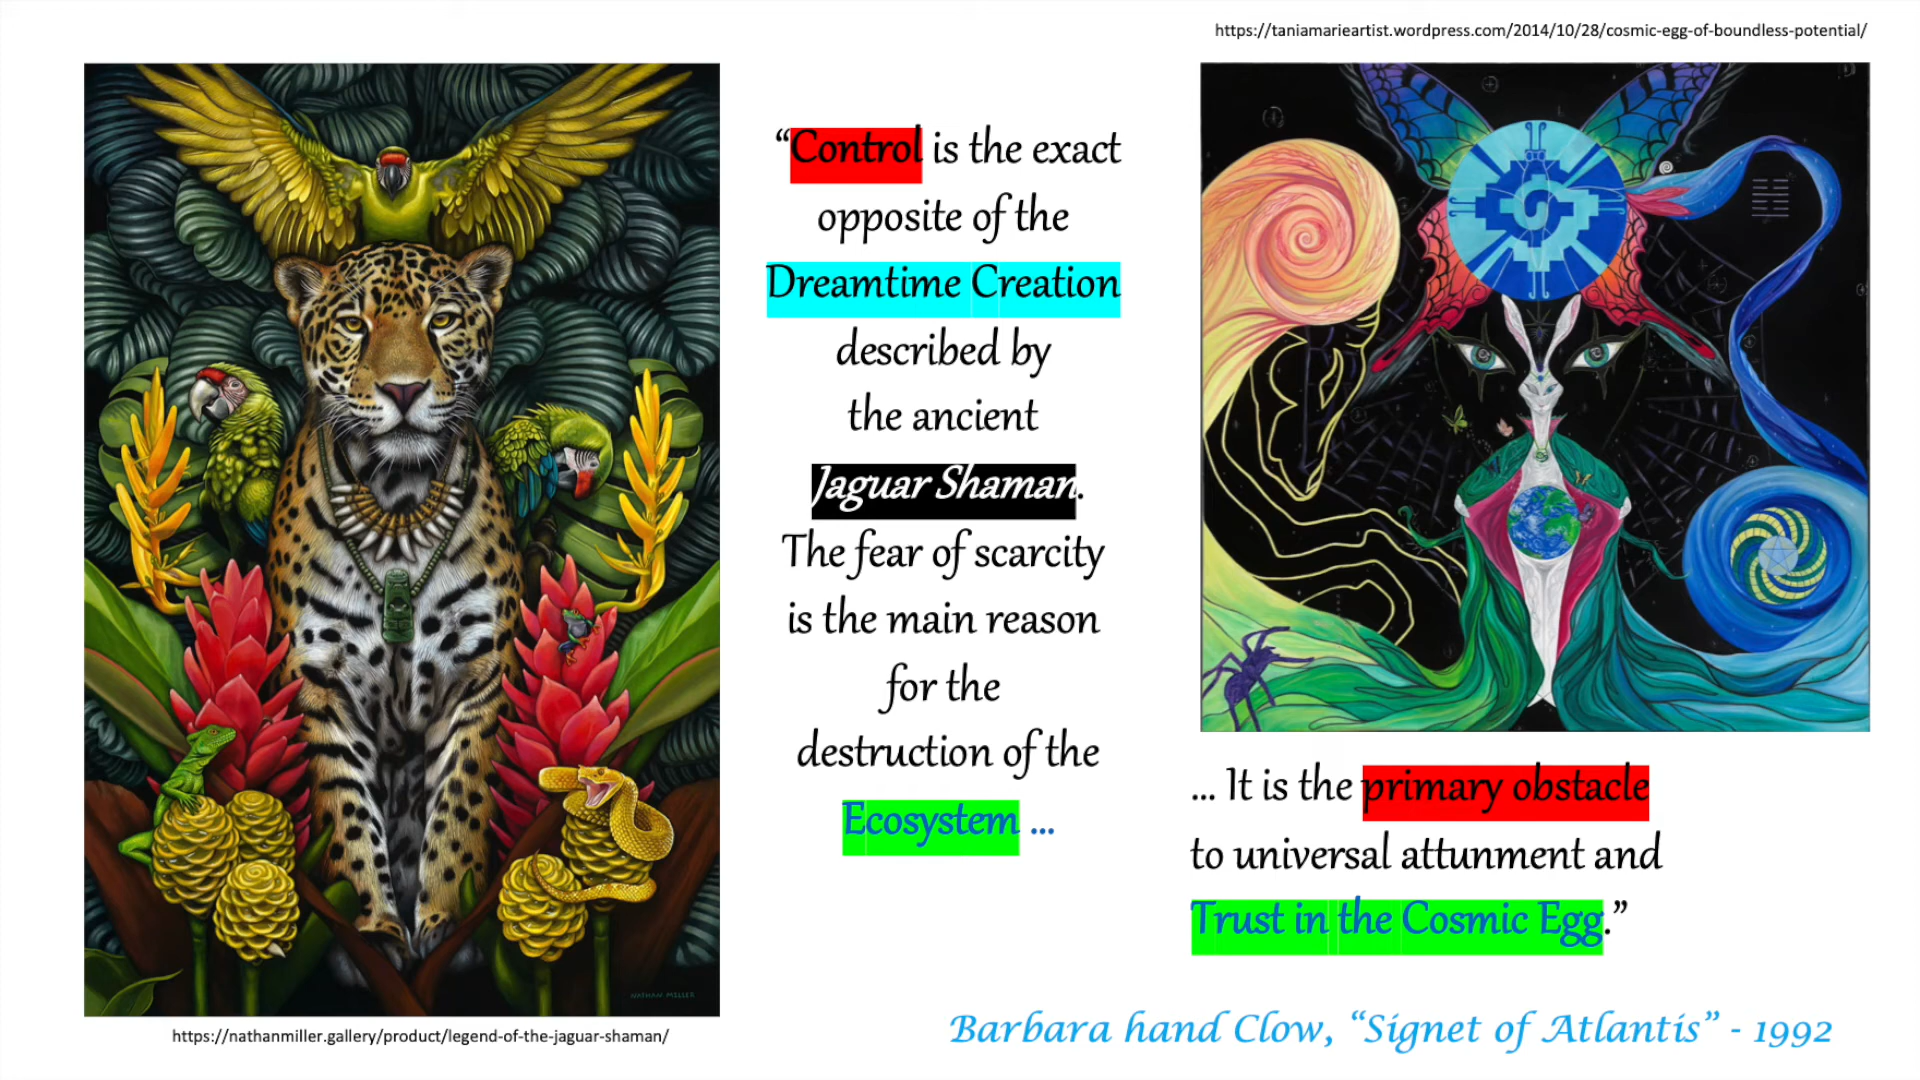 https://taniamarieartist.wordpress.com/2014/10/28/cosmic-egg-of-boundless-potential/
“Control is the exact
opposite of the
Dreamtime Creation
described by
the ancient
Jaguar Shaman.
The fear of scarcity
is the main reason
for the
destruction of the
Ecosystem ...
... It is the primary obstacle
to universal attunment and
Trust in the Cosmic Egg.”
NATHAN MILLER
https://nathanmiller.gallery/product/legend-of-the-jaguar-shaman/
Barbara hand Clow, “Signet of Atlantis” - 1992